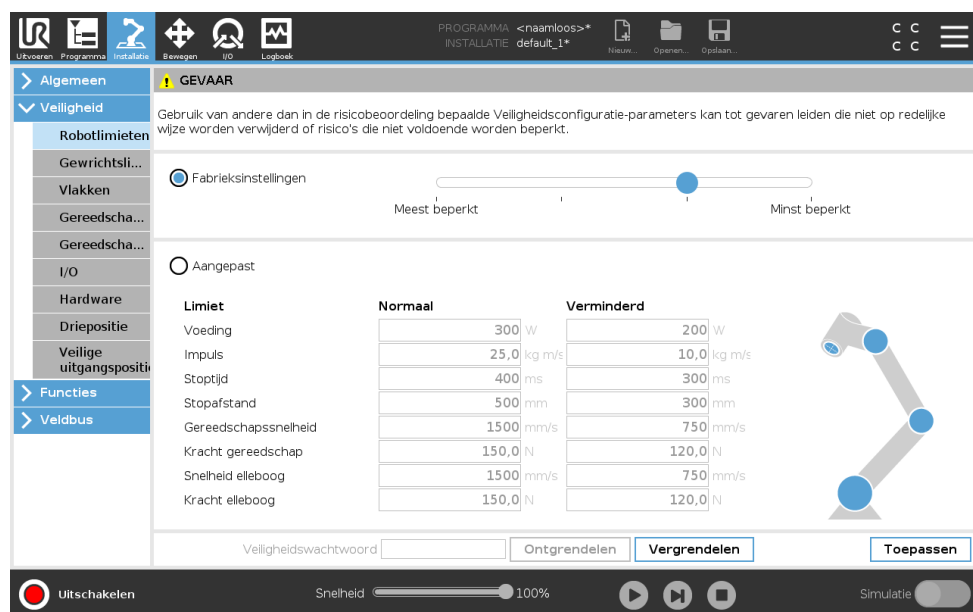 UR
PROGRAMMA <naamloos>*
INSTALLATIE default_1*
Uitvoeren Programma Installatie Bewegen I/O Logboek Nieuw... Openen... Opslaan...
C C
C C
Algemeen
Veiligheid
Robotlimieten
Gewrichtsli...
Vlakken
Gereedscha...
Gereedscha...
I/O
Hardware
Driepositie
Veilige
uitgangspositi
Functies
Veldbus
GEVAAR
Gebruik van andere dan in de risicobeoordeling bepaalde Veiligheidsconfiguratie-parameters kan tot gevaren leiden die niet op redelijke
wijze worden verwijderd of risico's die niet voldoende worden beperkt.
Fabrieksinstellingen
Meest beperkt Minst beperkt
Aangepast
Limiet Normaal Verminderd
Voeding 300 W 200 W
Impuls 25,0 kg m/s 10,0 kg m/s
Stoptijd 400 ms 300 ms
Stopafstand 500 mm 300 mm
Gereedschapssnelheid 1500 mm/s 750 mm/s
Kracht gereedschap 150,0 N 120,0 N
Snelheid elleboog 1500 mm/s 750 mm/s
Kracht elleboog 150,0 N 120,0 N
Veiligheidswachtwoord Ontgrendelen Vergrendelen Toepassen
Uitschakelen Snelheid 100% Simulatie